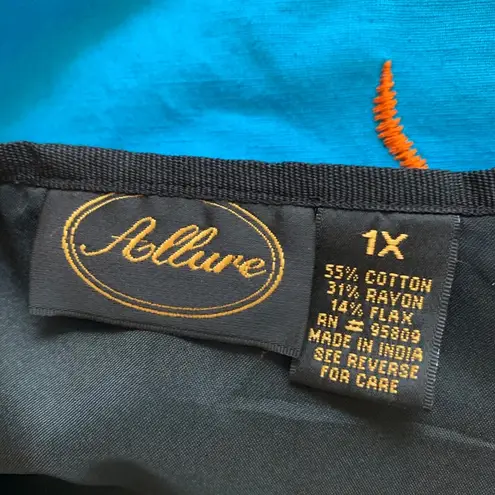 Allure
1X
55% COTTON
31% RAYON
14% FLAX
RN # 95809
MADE IN INDIA
SEE REVERSE
FOR CARE